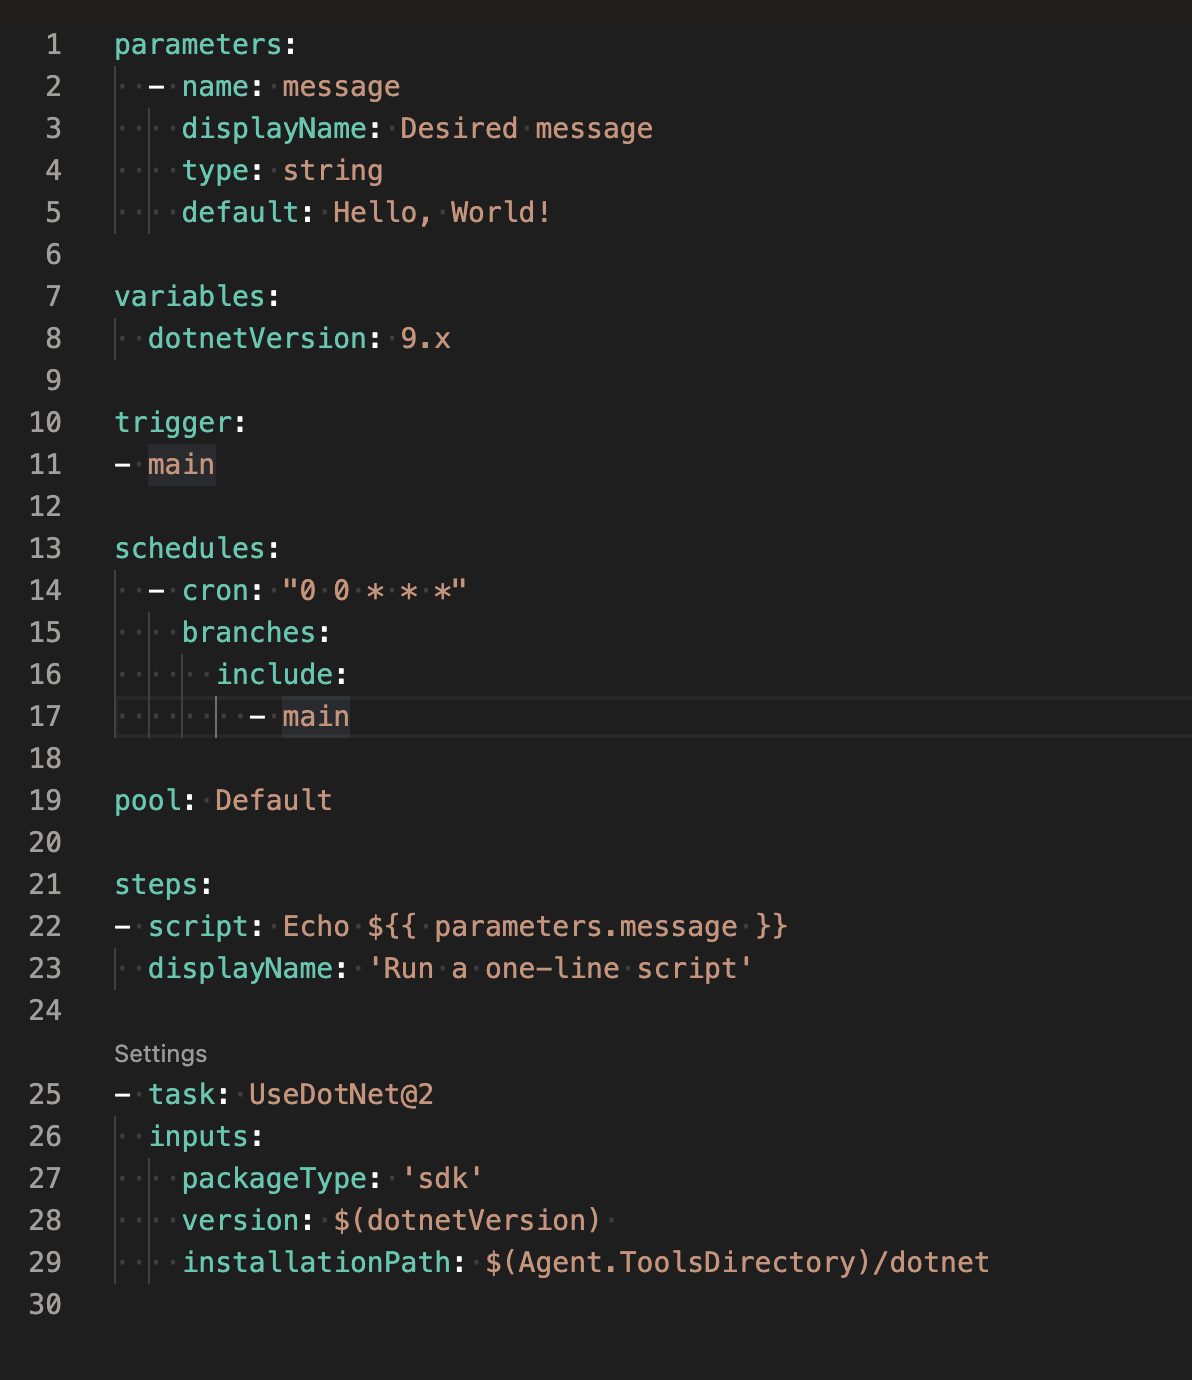 1 parameters:
2   - name: message
3     displayName: Desired message
4     type: string
5     default: Hello, World!
6
7 variables:
8   dotnetVersion: 9.x
9
10 trigger:
11 - main
12
13 schedules:
14   - cron: "0 0 * * *"
15     branches:
16       include:
17         - main
18
19 pool: Default
20
21 steps:
22 - script: Echo ${{ parameters.message }}
23   displayName: 'Run a one-line script'
24
Settings
25 - task: UseDotNet@2
26   inputs:
27     packageType: 'sdk'
28     version: $(dotnetVersion)
29     installationPath: $(Agent.ToolsDirectory)/dotnet
30